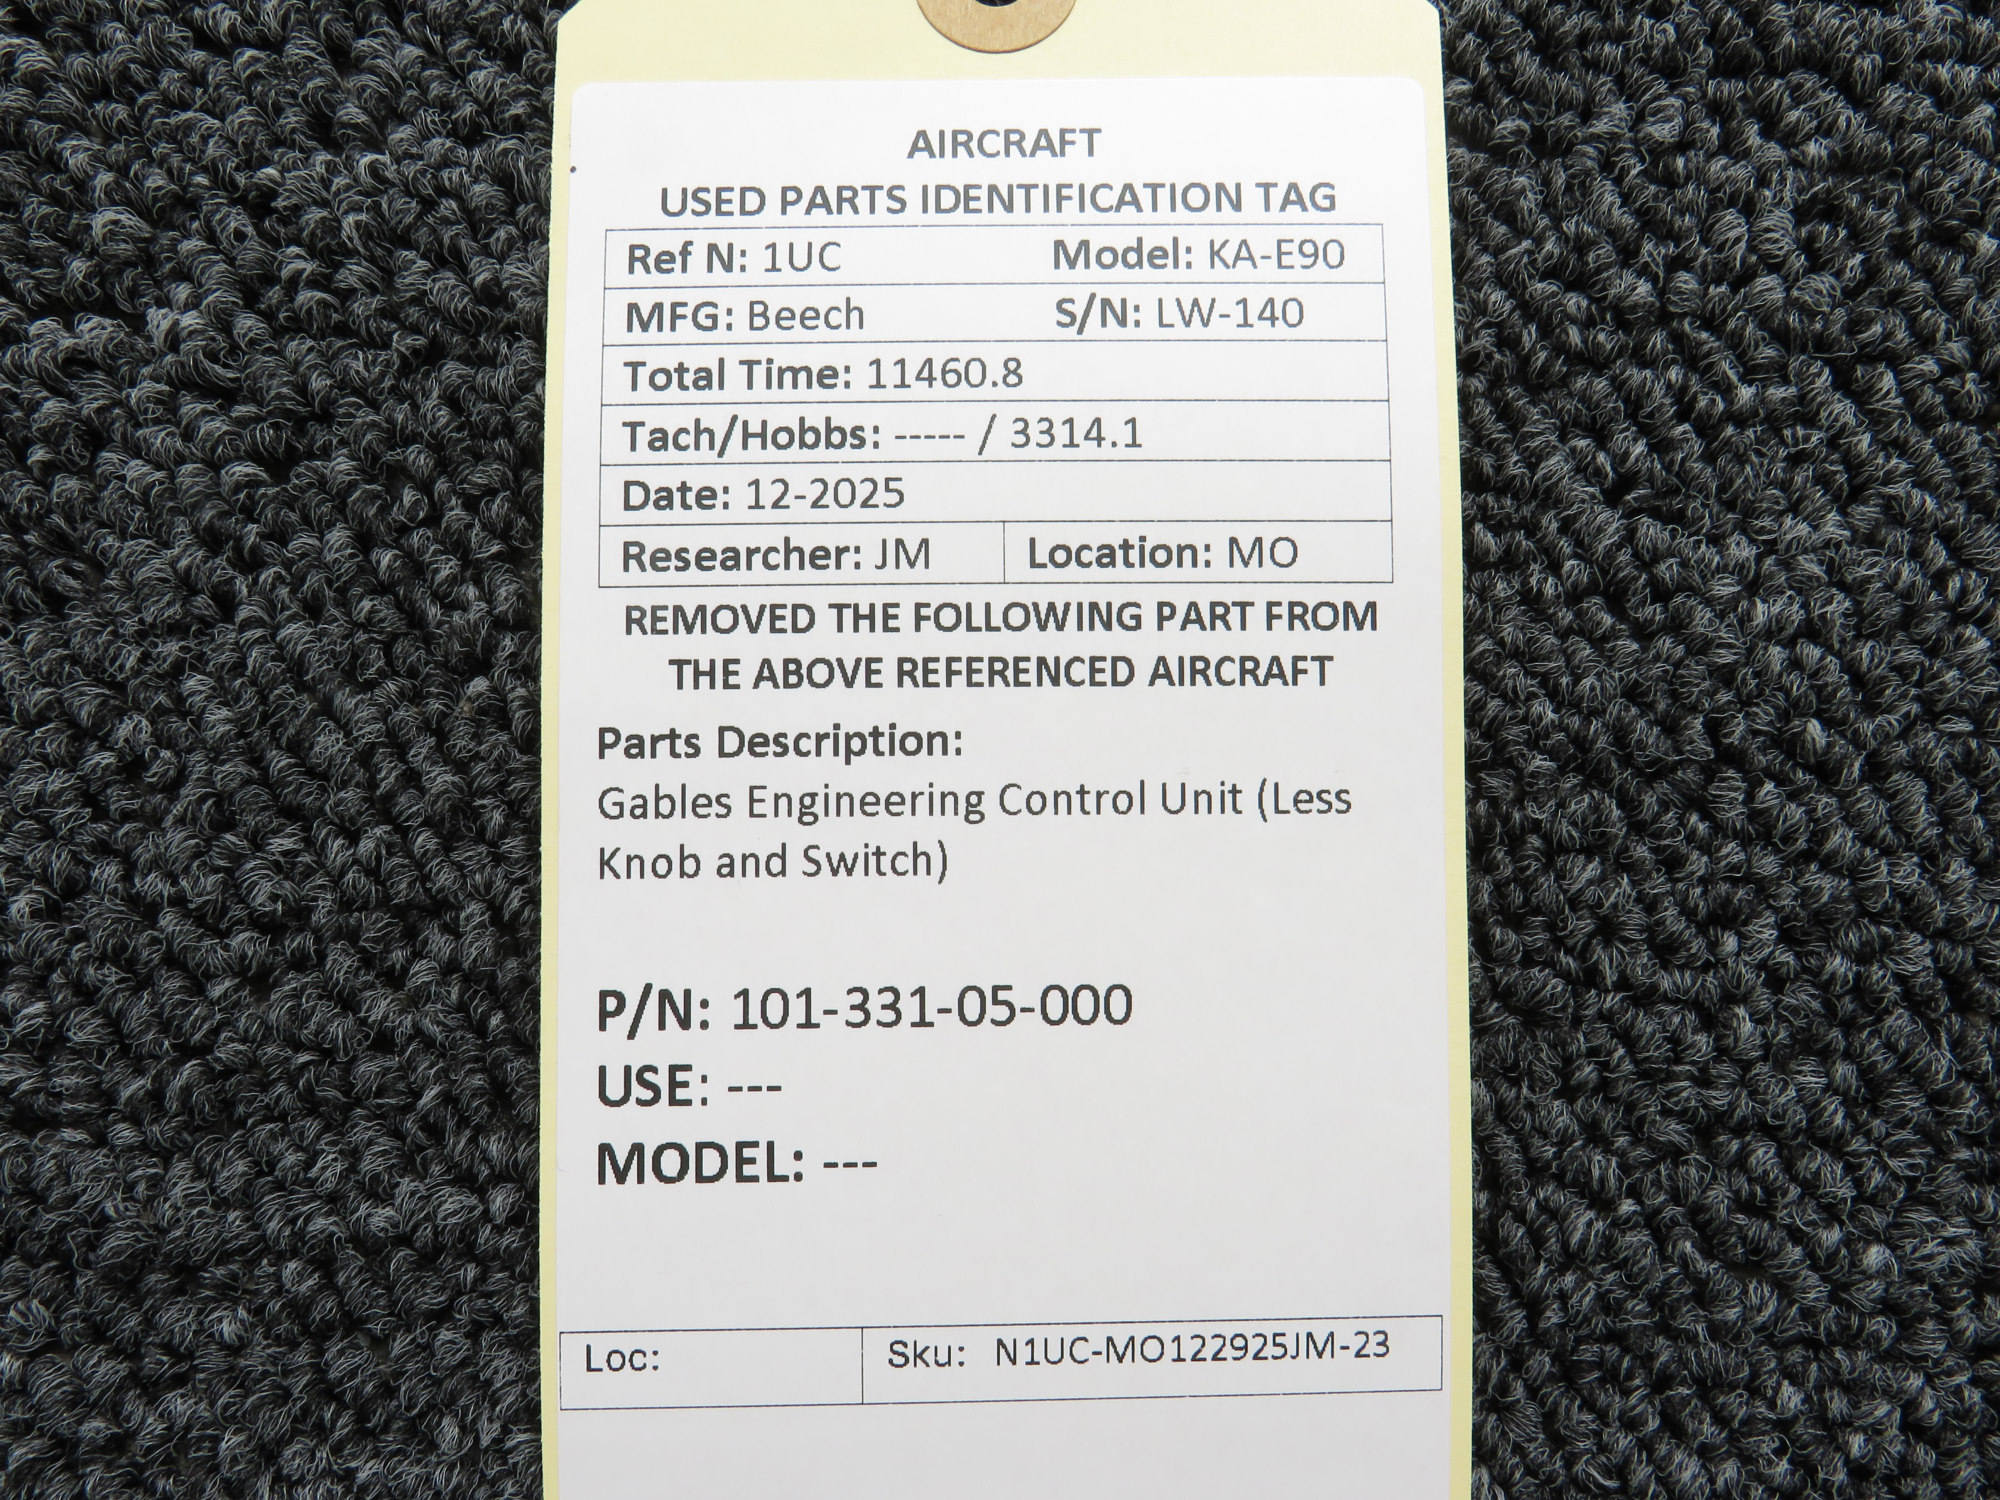 AIRCRAFT
USED PARTS IDENTIFICATION TAG
Ref N: 1UC Model: KA-E90
MFG: Beech S/N: LW-140
Total Time: 11460.8
Tach/Hobbs: ----- / 3314.1
Date: 12-2025
Researcher: JM Location: MO
REMOVED THE FOLLOWING PART FROM
THE ABOVE REFERENCED AIRCRAFT
Parts Description:
Gables Engineering Control Unit (Less
Knob and Switch)
P/N: 101-331-05-000
USE: ---
MODEL: ---
Loc: Sku: N1UC-MO122925JM-23